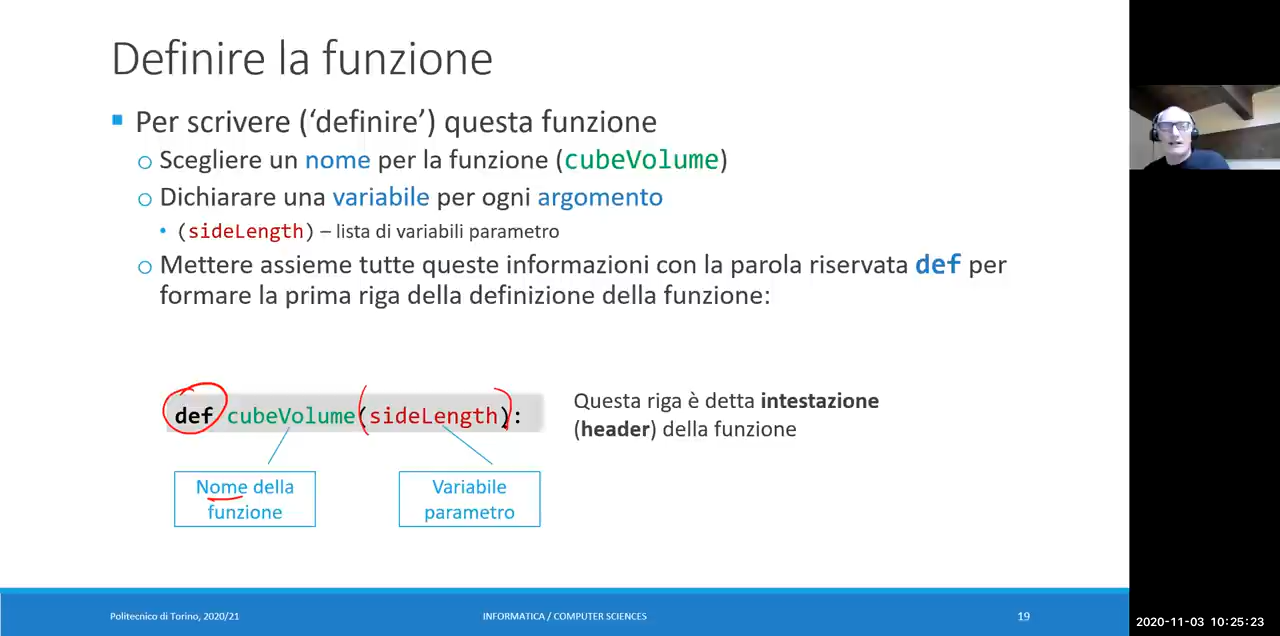 Definire la funzione
Per scrivere (‘definire’) questa funzione
Scegliere un nome per la funzione (cubeVolume)
Dichiarare una variabile per ogni argomento
(sideLength) – lista di variabili parametro
Mettere assieme tutte queste informazioni con la parola riservata def per
formare la prima riga della definizione della funzione:
def cubeVolume(sideLength):
Questa riga è detta intestazione
(header) della funzione
Nome della
funzione
Variabile
parametro
Politecnico di Torino, 2020/21
INFORMATICA / COMPUTER SCIENCES
19
2020-11-03 10:25:23